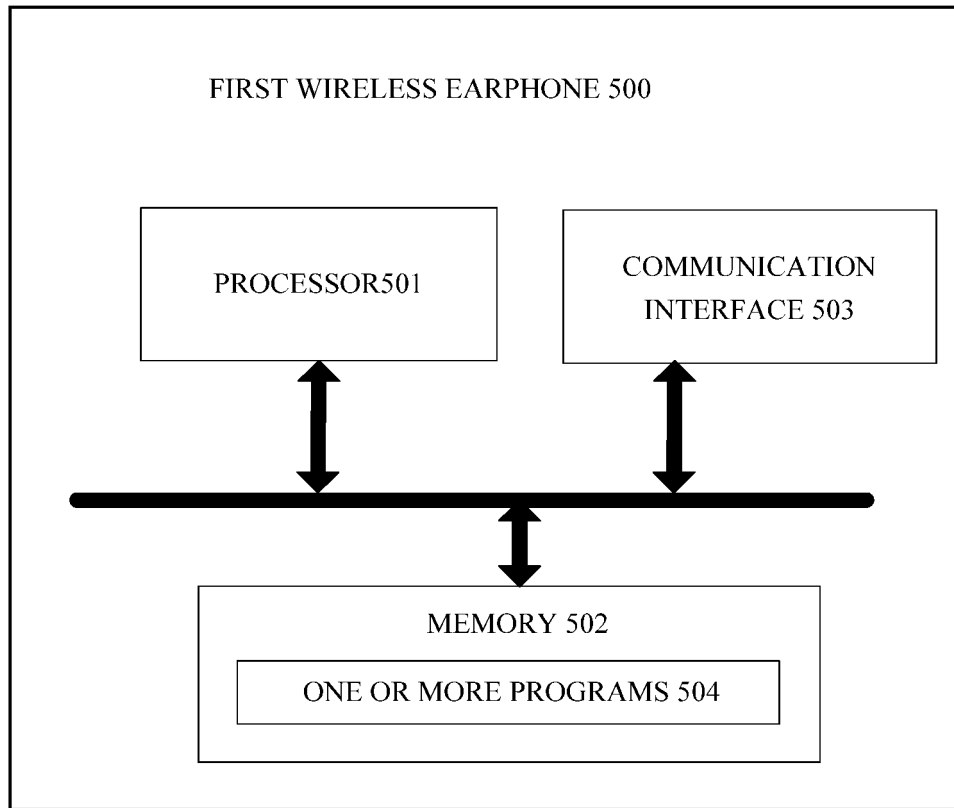 FIRST WIRELESS EARPHONE 500
PROCESSOR501
COMMUNICATION
INTERFACE 503
MEMORY 502
ONE OR MORE PROGRAMS 504